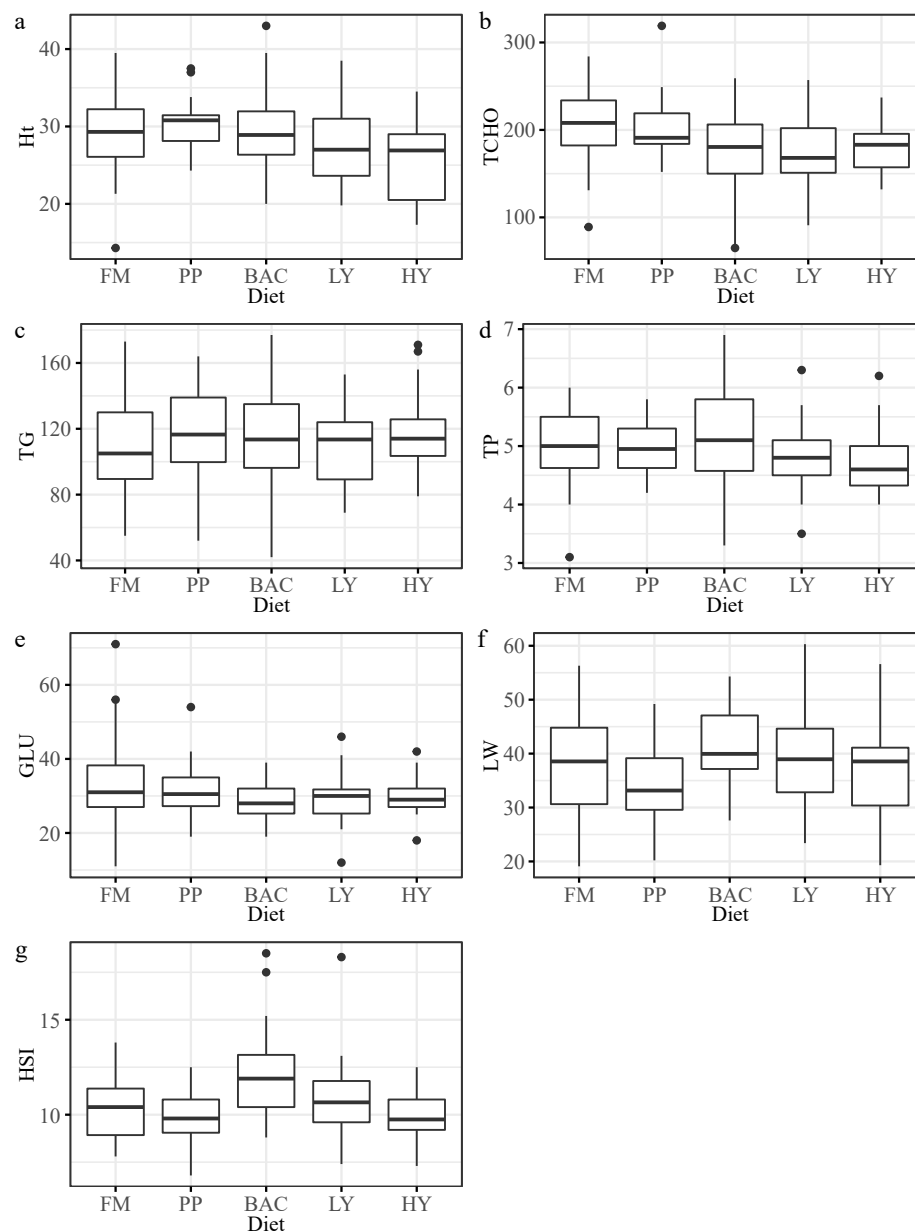 a
Ht
40
30
20
FM PP BAC LY HY
Diet
b
TCHO
300
200
100
FM PP BAC LY HY
Diet
c
TG
160
120
80
40
FM PP BAC LY HY
Diet
d
TP
7
6
5
4
3
FM PP BAC LY HY
Diet
e
GLU
60
40
20
FM PP BAC LY HY
Diet
f
LW
60
50
40
30
20
FM PP BAC LY HY
Diet
g
HSI
15
10
FM PP BAC LY HY
Diet